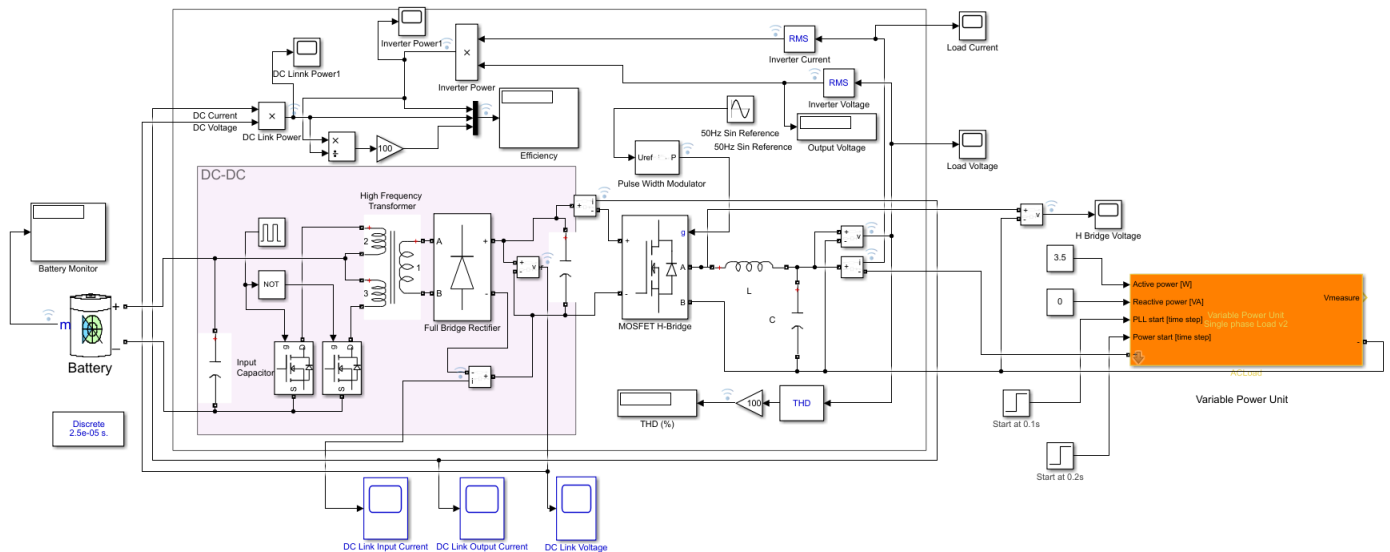 Inverter Power1
DC Linnk Power1
Inverter Power
RMS
Inverter Current
RMS
Inverter Voltage
Load Current
DC Current
DC Voltage
DC Link Power
100
Efficiency
50Hz Sin Reference
50Hz Sin Reference
Output Voltage
Uref
P
Pulse Width Modulator
Load Voltage
DC-DC
High Frequency
Transformer
2
1
3
A
B
+
-
Full Bridge Rectifier
NOT
Input
Capacitor
g
D
S
g
D
S
+
-
v
+
i
-
-
i
+
+
-
g
A
B
MOSFET H-Bridge
L
C
+
-
v
+
i
-
+
-
v
H Bridge Voltage
Battery Monitor
m
+
-
Battery
Discrete
2.5e-05 s.
3.5
0
Active power [W]
Reactive power [VA]
PLL start [time step]
Power start [time step]
Vmeasure
-
Variable Power Unit
Single phase Load v2
ACLoad
Variable Power Unit
THD (%)
100
THD
Start at 0.1s
Start at 0.2s
DC Link Input Current
DC Link Output Current
DC Link Voltage